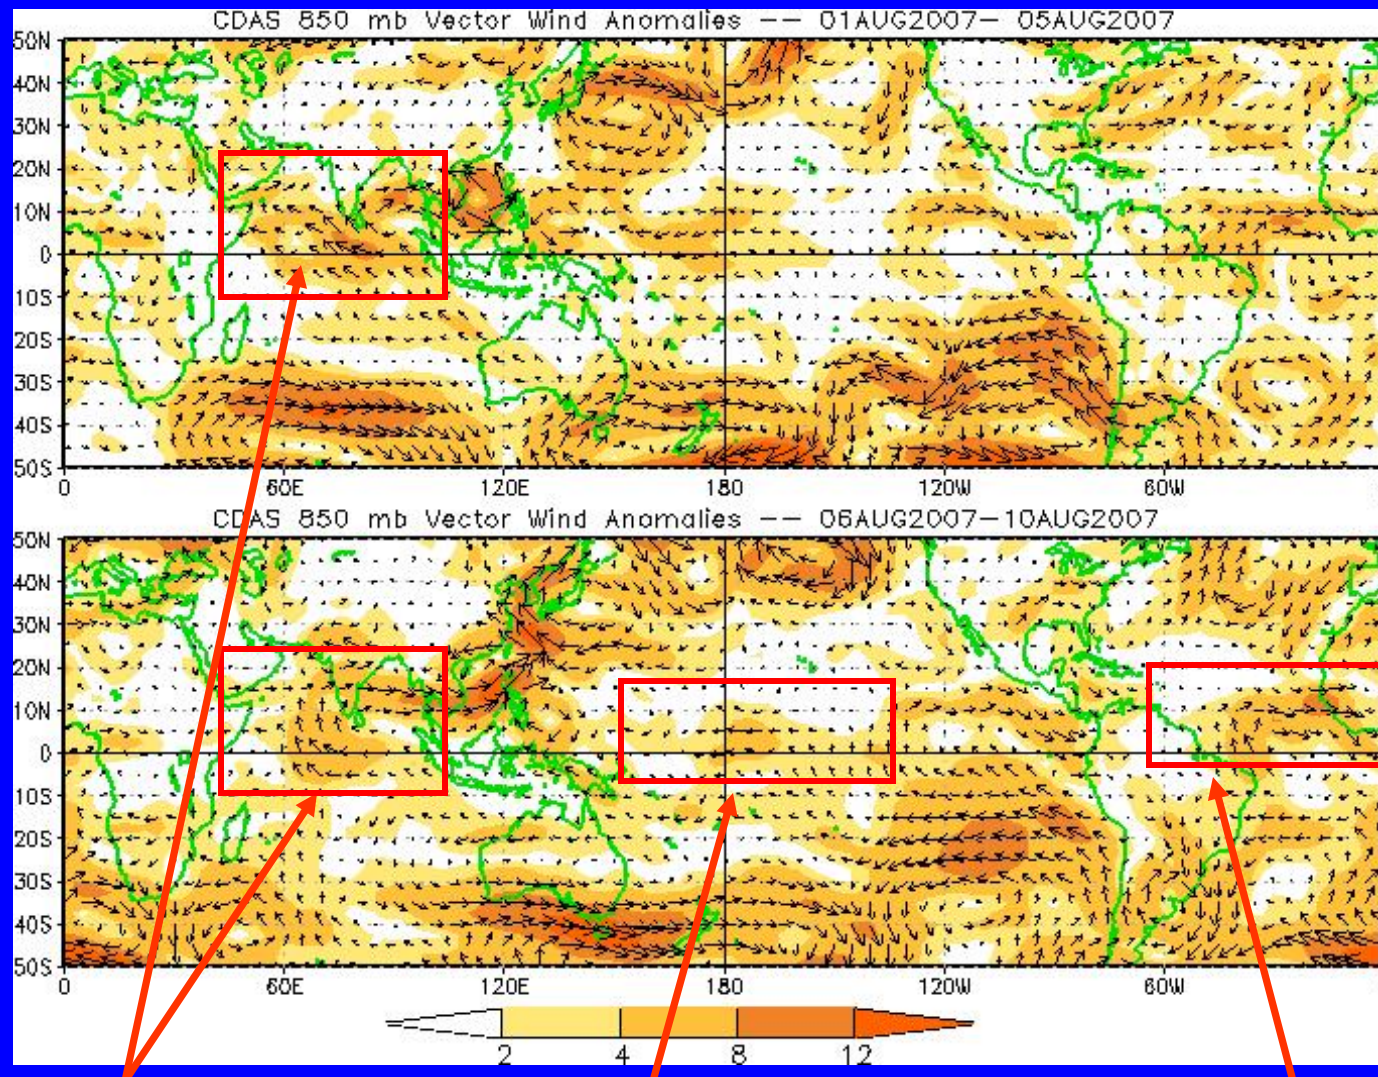 CDAS 850 mb Vector Wind Anomalies -- 01AUG2007- 05AUG2007
50N
40N
30N
20N
10N
0
10S
20S
30S
40S
50S
0 60E 120E 180 120W 60W
CDAS 850 mb Vector Wind Anomalies -- 06AUG2007-10AUG2007
50N
40N
30N
20N
10N
0
10S
20S
30S
40S
50S
0 60E 120E 180 120W 60W
2 4 8 12